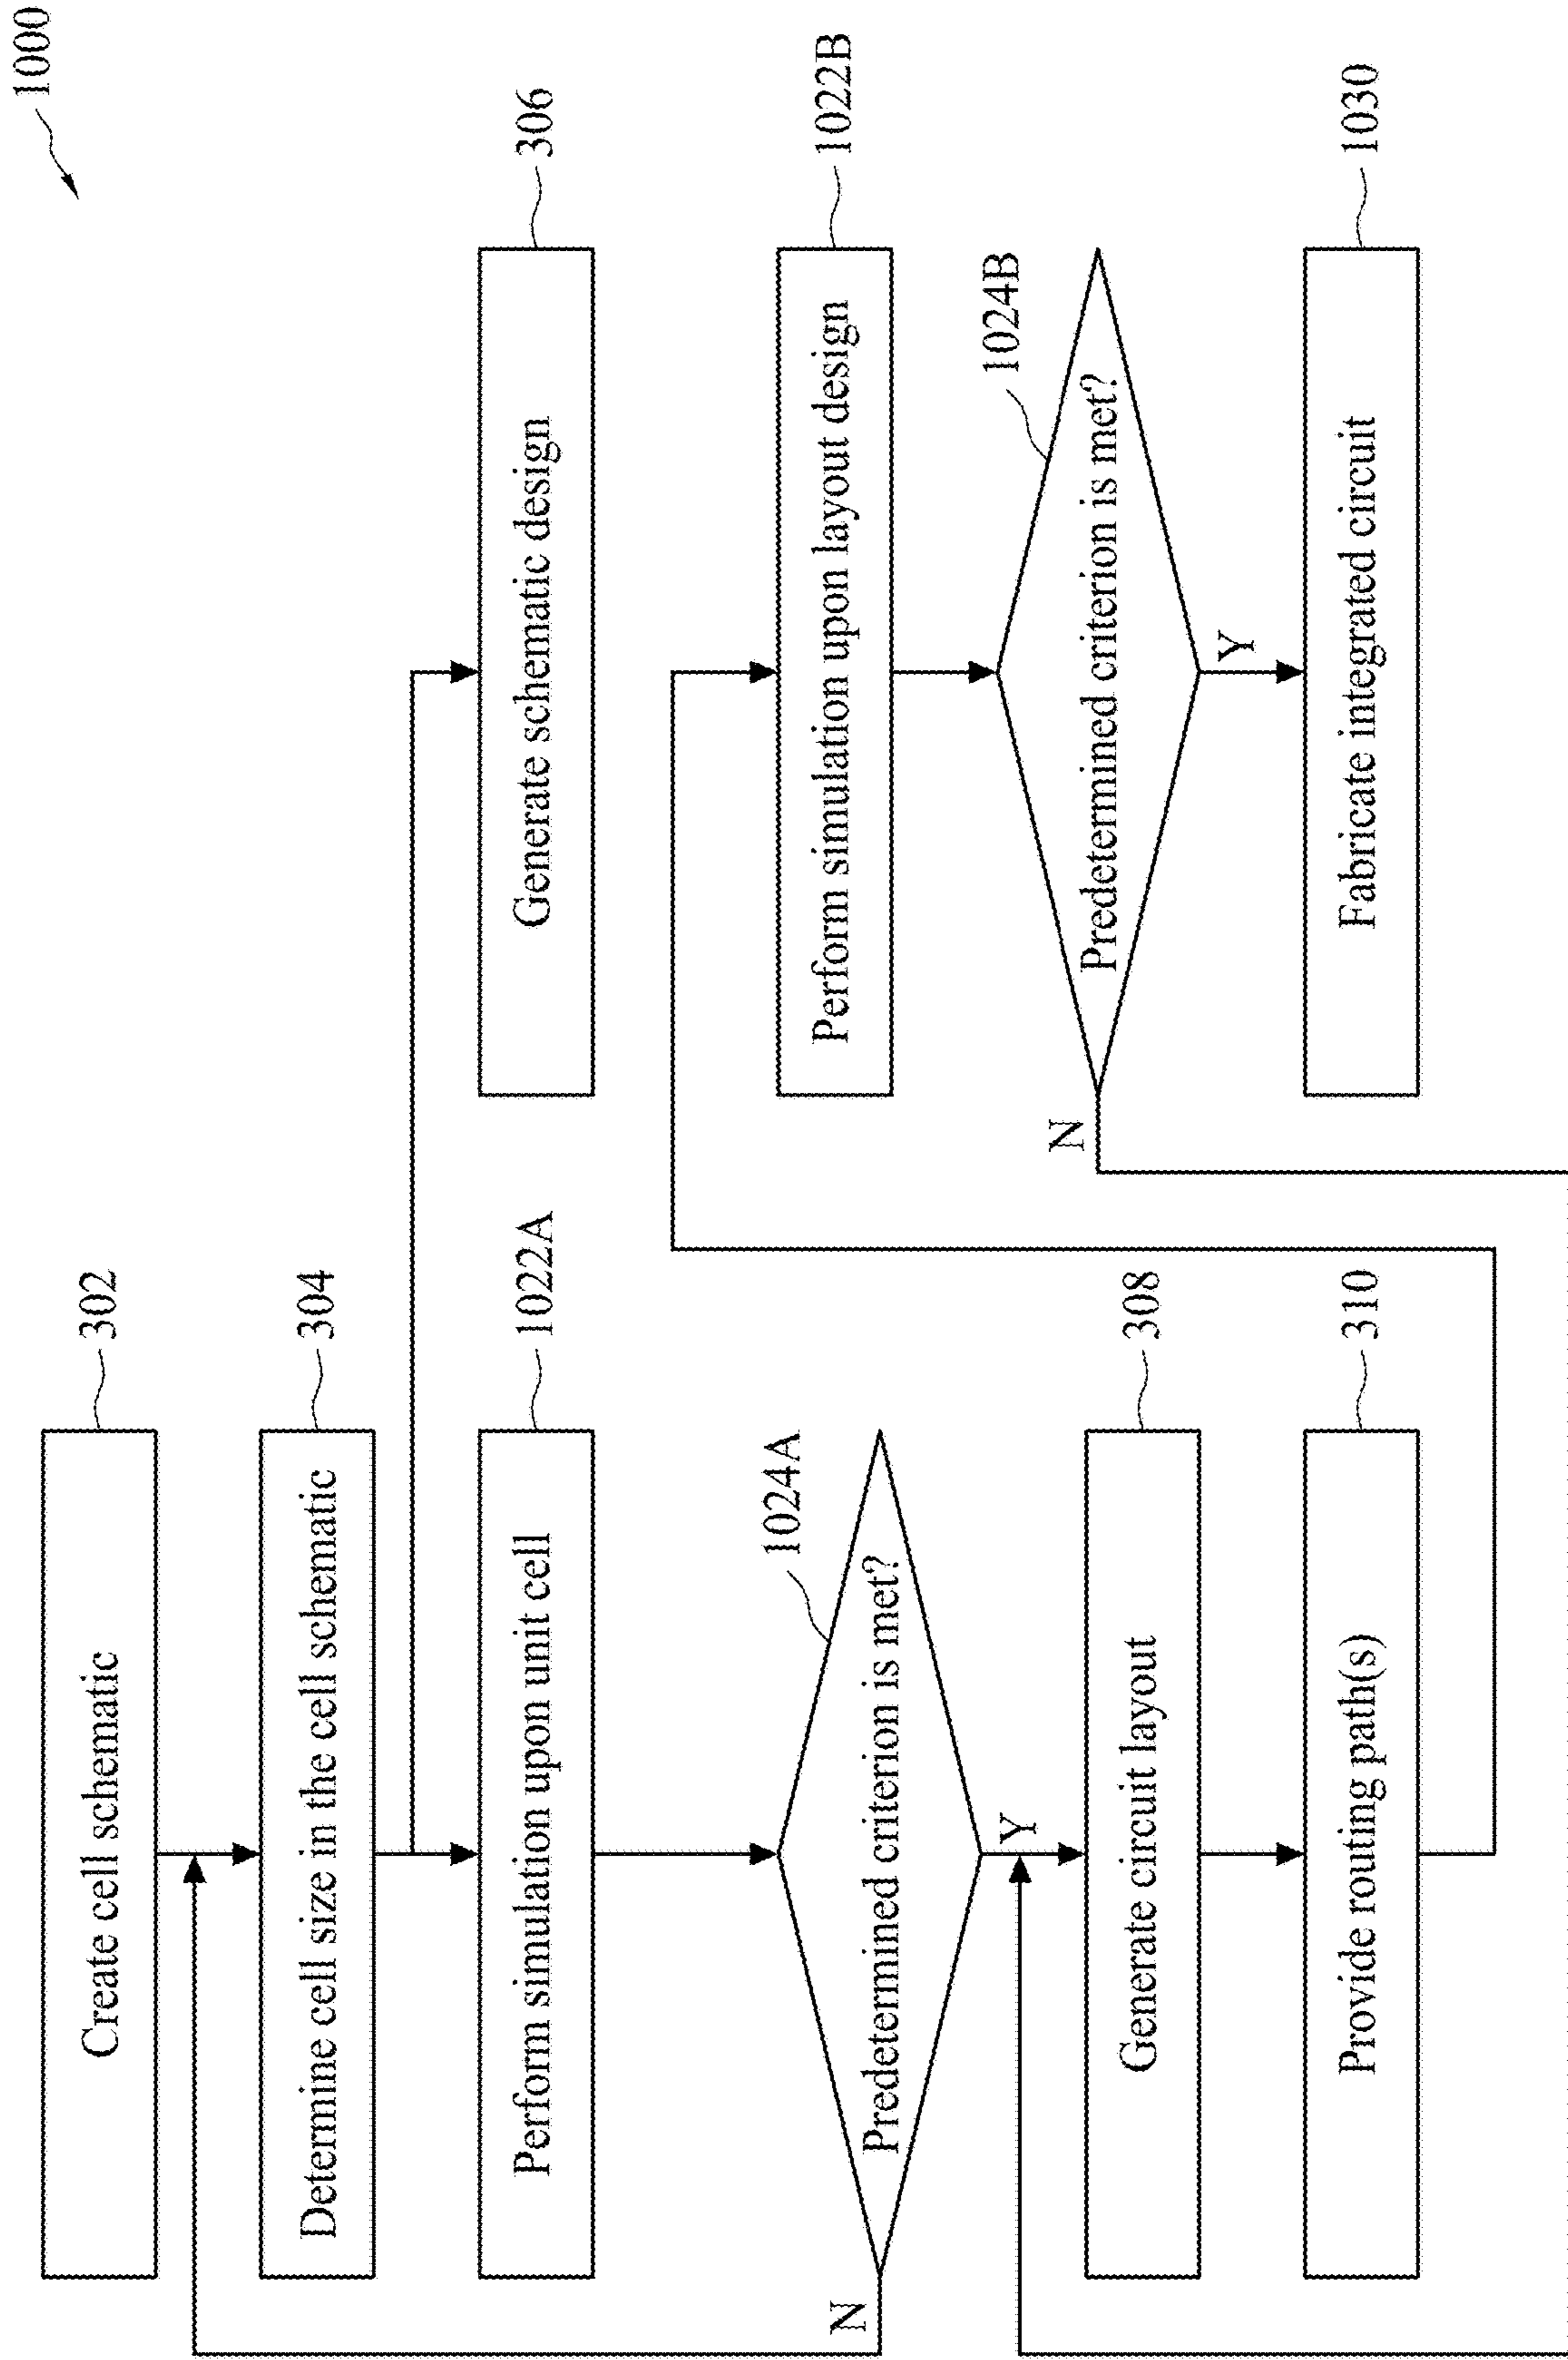 1000
Create cell schematic
302
Determine cell size in the cell schematic
304
Perform simulation upon unit cell
1022A
Predetermined criterion is met?
1024A
N
Y
Generate circuit layout
308
Provide routing path(s)
310
Generate schematic design
306
Perform simulation upon layout design
1022B
Predetermined criterion is met?
1024B
N
Y
Fabricate integrated circuit
1030